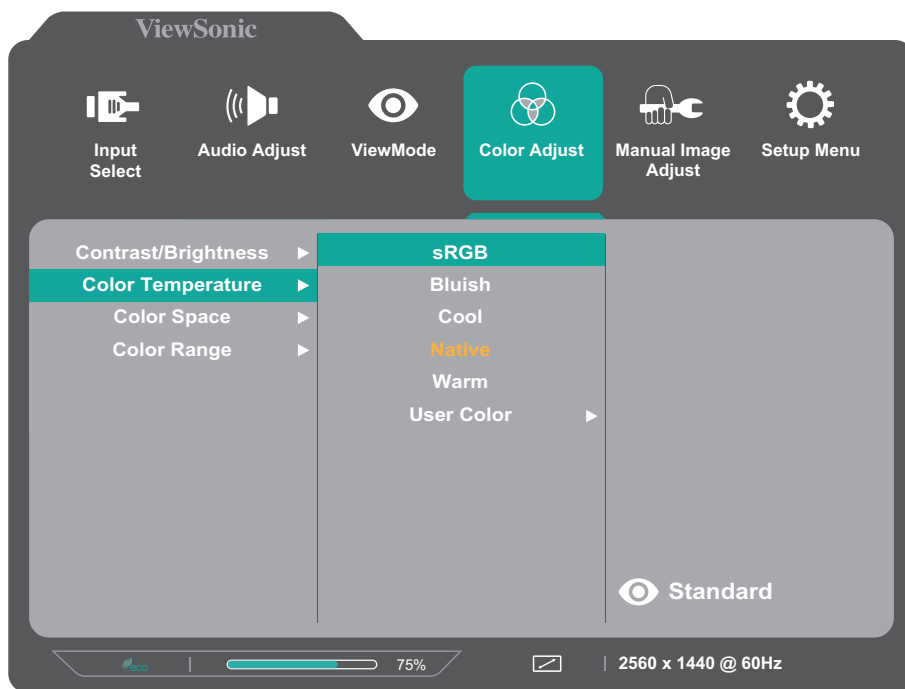 ViewSonic
Input
Select
Audio Adjust
ViewMode
Color Adjust
Manual Image
Adjust
Setup Menu
Contrast/Brightness
Color Temperature
Color Space
Color Range
sRGB
Bluish
Cool
Native
Warm
User Color
Standard
eco
75%
2560 x 1440 @ 60Hz